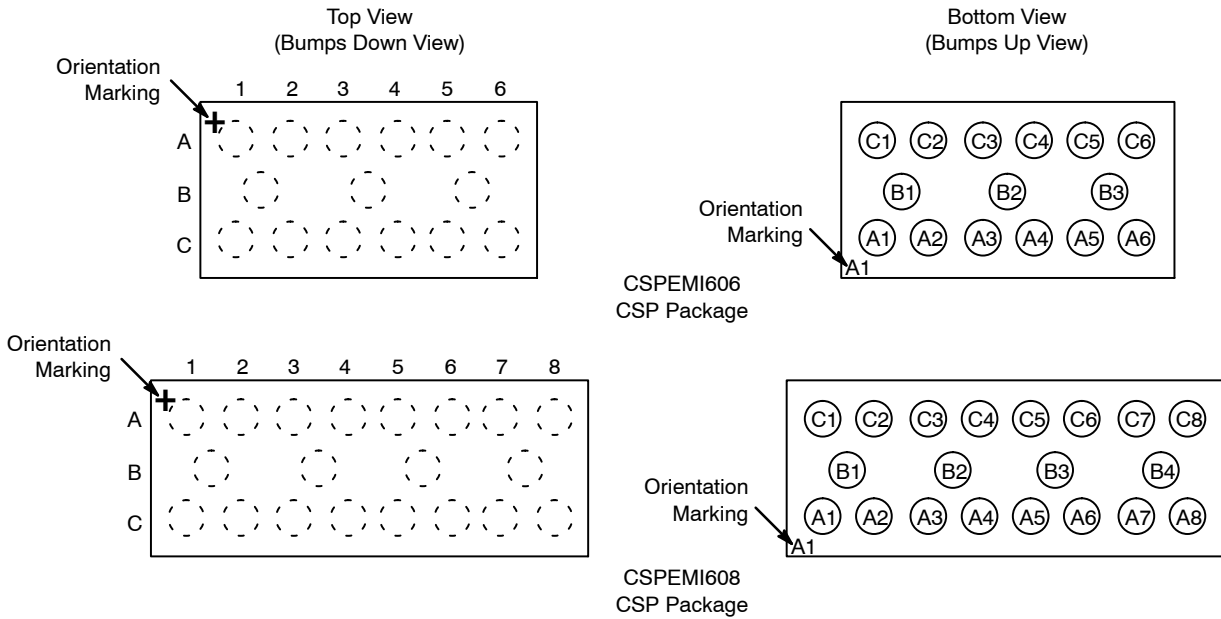 Top View
(Bumps Down View)
Orientation
Marking
1 2 3 4 5 6
A
B
C
Bottom View
(Bumps Up View)
C1 C2 C3 C4 C5 C6
B1 B2 B3
A1 A2 A3 A4 A5 A6
Orientation
Marking
A1
CSPEMI606
CSP Package
Orientation
Marking
1 2 3 4 5 6 7 8
A
B
C
C1 C2 C3 C4 C5 C6 C7 C8
B1 B2 B3 B4
A1 A2 A3 A4 A5 A6 A7 A8
Orientation
Marking
A1
CSPEMI608
CSP Package